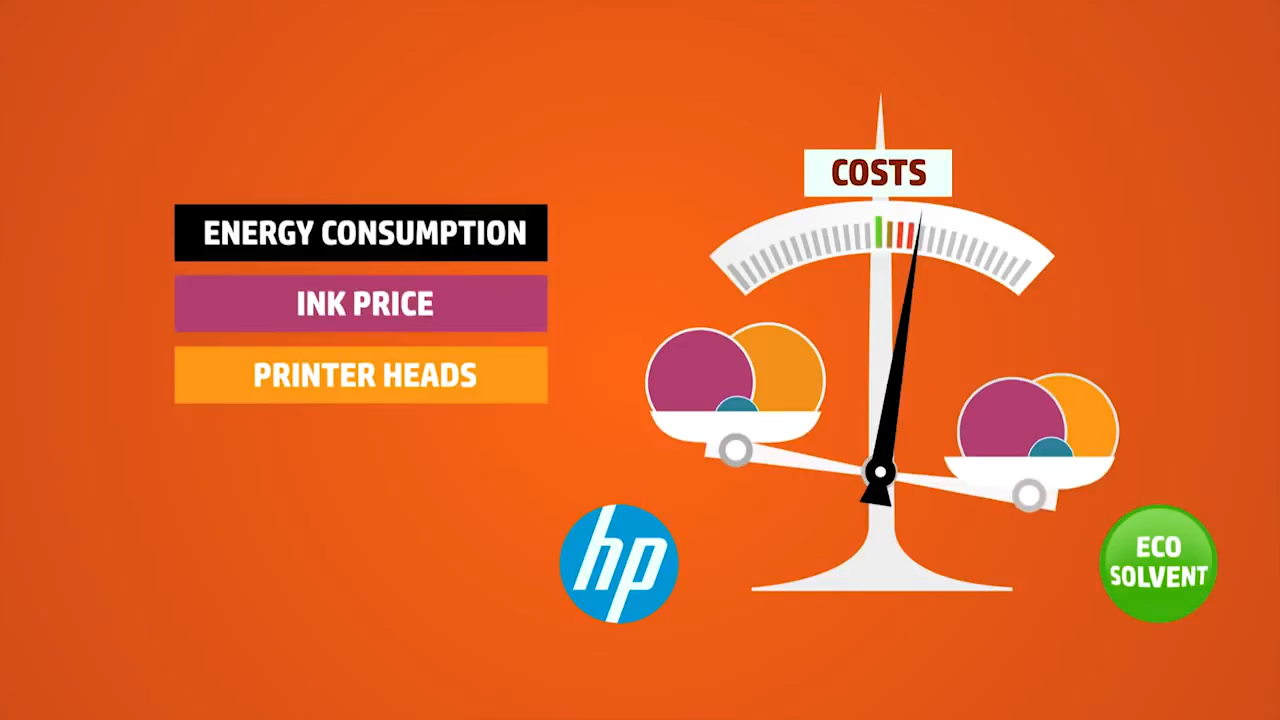 COSTS
ENERGY CONSUMPTION
INK PRICE
PRINTER HEADS
hp
ECO
SOLVENT